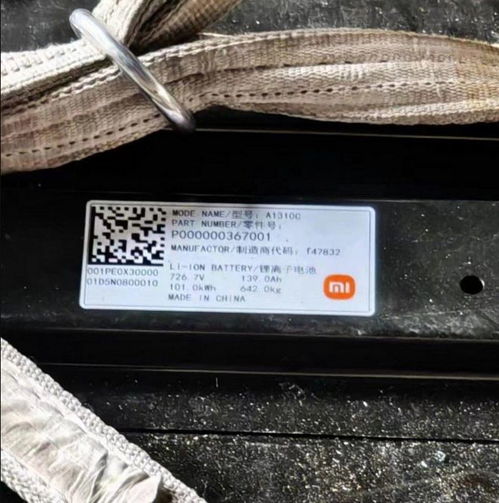 MODE NAME/型号: A1310C
PART NUMBER/零件号:
P000000367001
MANUFACTOR/制造商代码: f47832
001PE0X30000
01D5N0800010
LI-ION BATTERY/锂离子电池
726.7V 139.0Ah
101.0kWh 642.0kg
MADE IN CHINA
mi